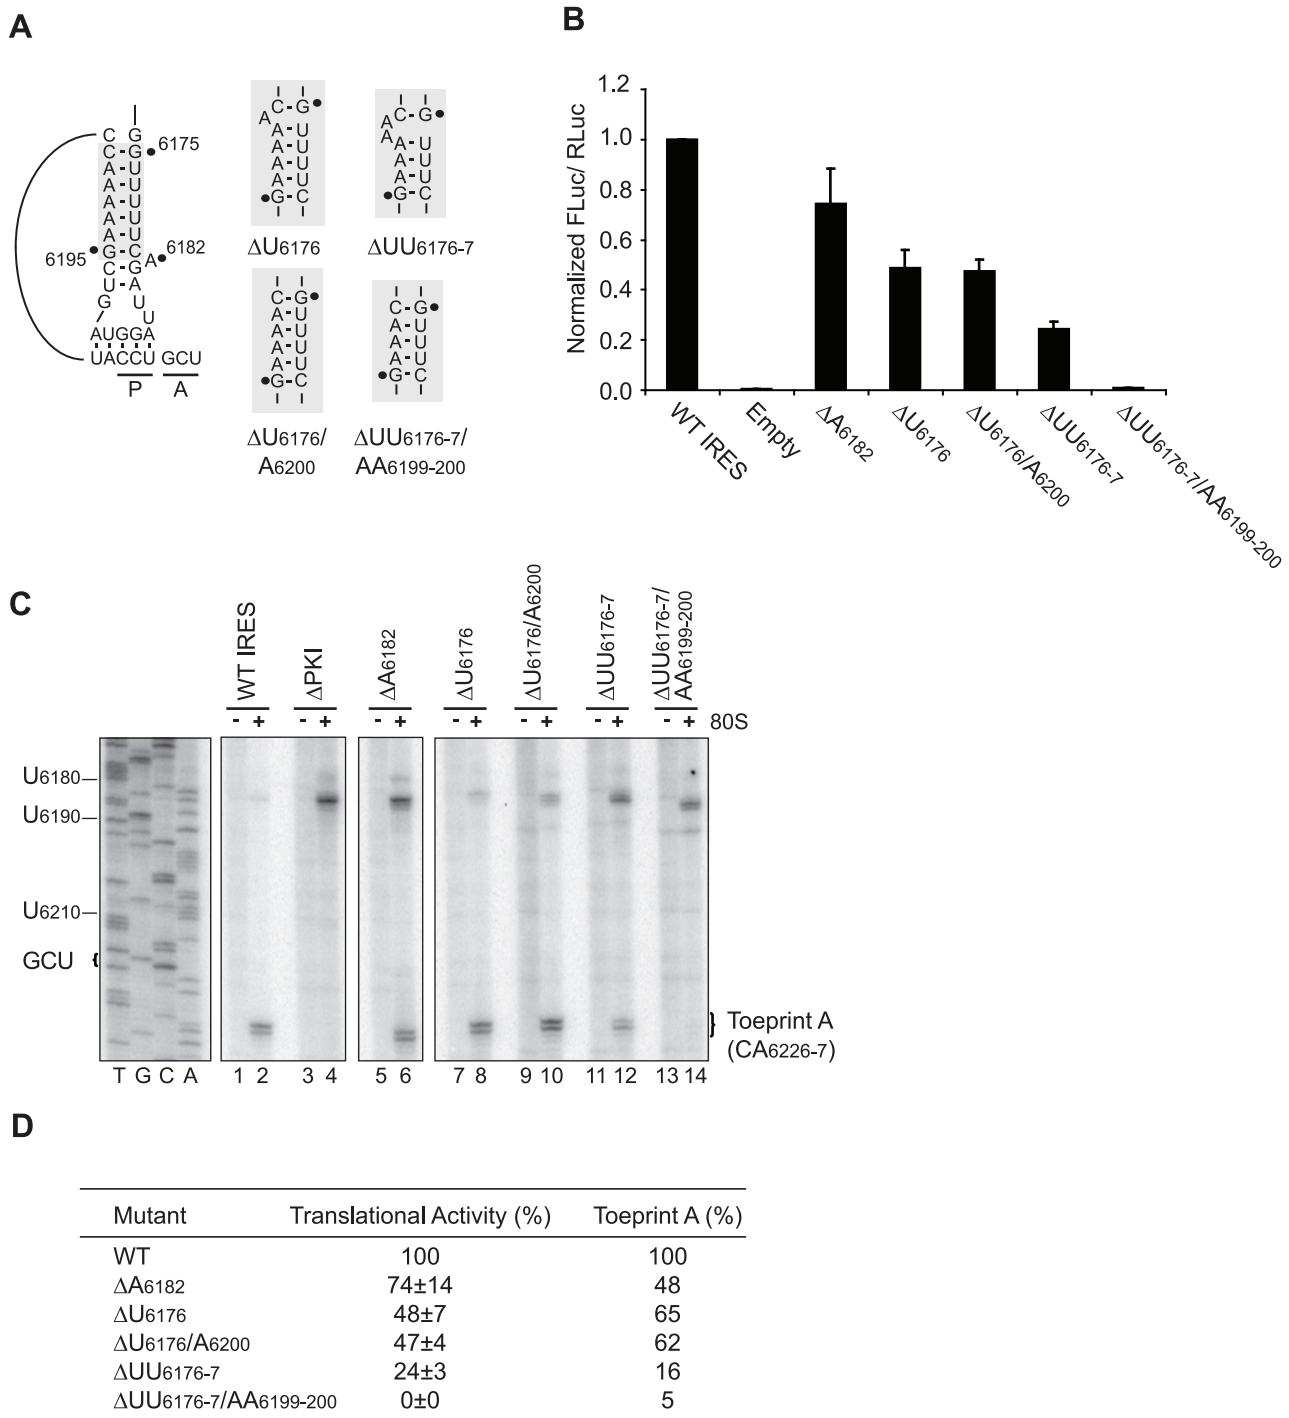 A
C G
C-G 6175
A-U
A-U
A-U
A-U
A-U
6195 G-C A 6182
C-G
U-A
G U
U
AUGGA
UACCU GCU
P A
C-G
A
A-U
A-U
A-U
A-U
G-C
ΔU6176
C-G
A
A
A-U
A-U
A-U
G-C
ΔUU6176-7
C-G
A-U
A-U
A-U
A-U
G-C
ΔU6176/
A6200
C-G
A-U
A-U
A-U
G-C
ΔUU6176-7/
AA6199-200
B
Normalized FLuc/ RLuc
1.2
1.0
0.8
0.6
0.4
0.2
0.0
WT IRES
Empty
ΔA6182
ΔU6176
ΔU6176/A6200
ΔUU6176-7
ΔUU6176-7/AA6199-200
C
WT IRES
ΔPKI
ΔA6182
ΔU6176
ΔU6176/A6200
ΔUU6176-7
ΔUU6176-7/
AA6199-200
- + - + - + - + - + - + - + 80S
U6180
U6190
U6210
GCU {
} Toeprint A
(CA6226-7)
T G C A 1 2 3 4 5 6 7 8 9 10 11 12 13 14
D
Mutant Translational Activity (%) Toeprint A (%)
WT 100 100
ΔA6182 74±14 48
ΔU6176 48±7 65
ΔU6176/A6200 47±4 62
ΔUU6176-7 24±3 16
ΔUU6176-7/AA6199-200 0±0 5